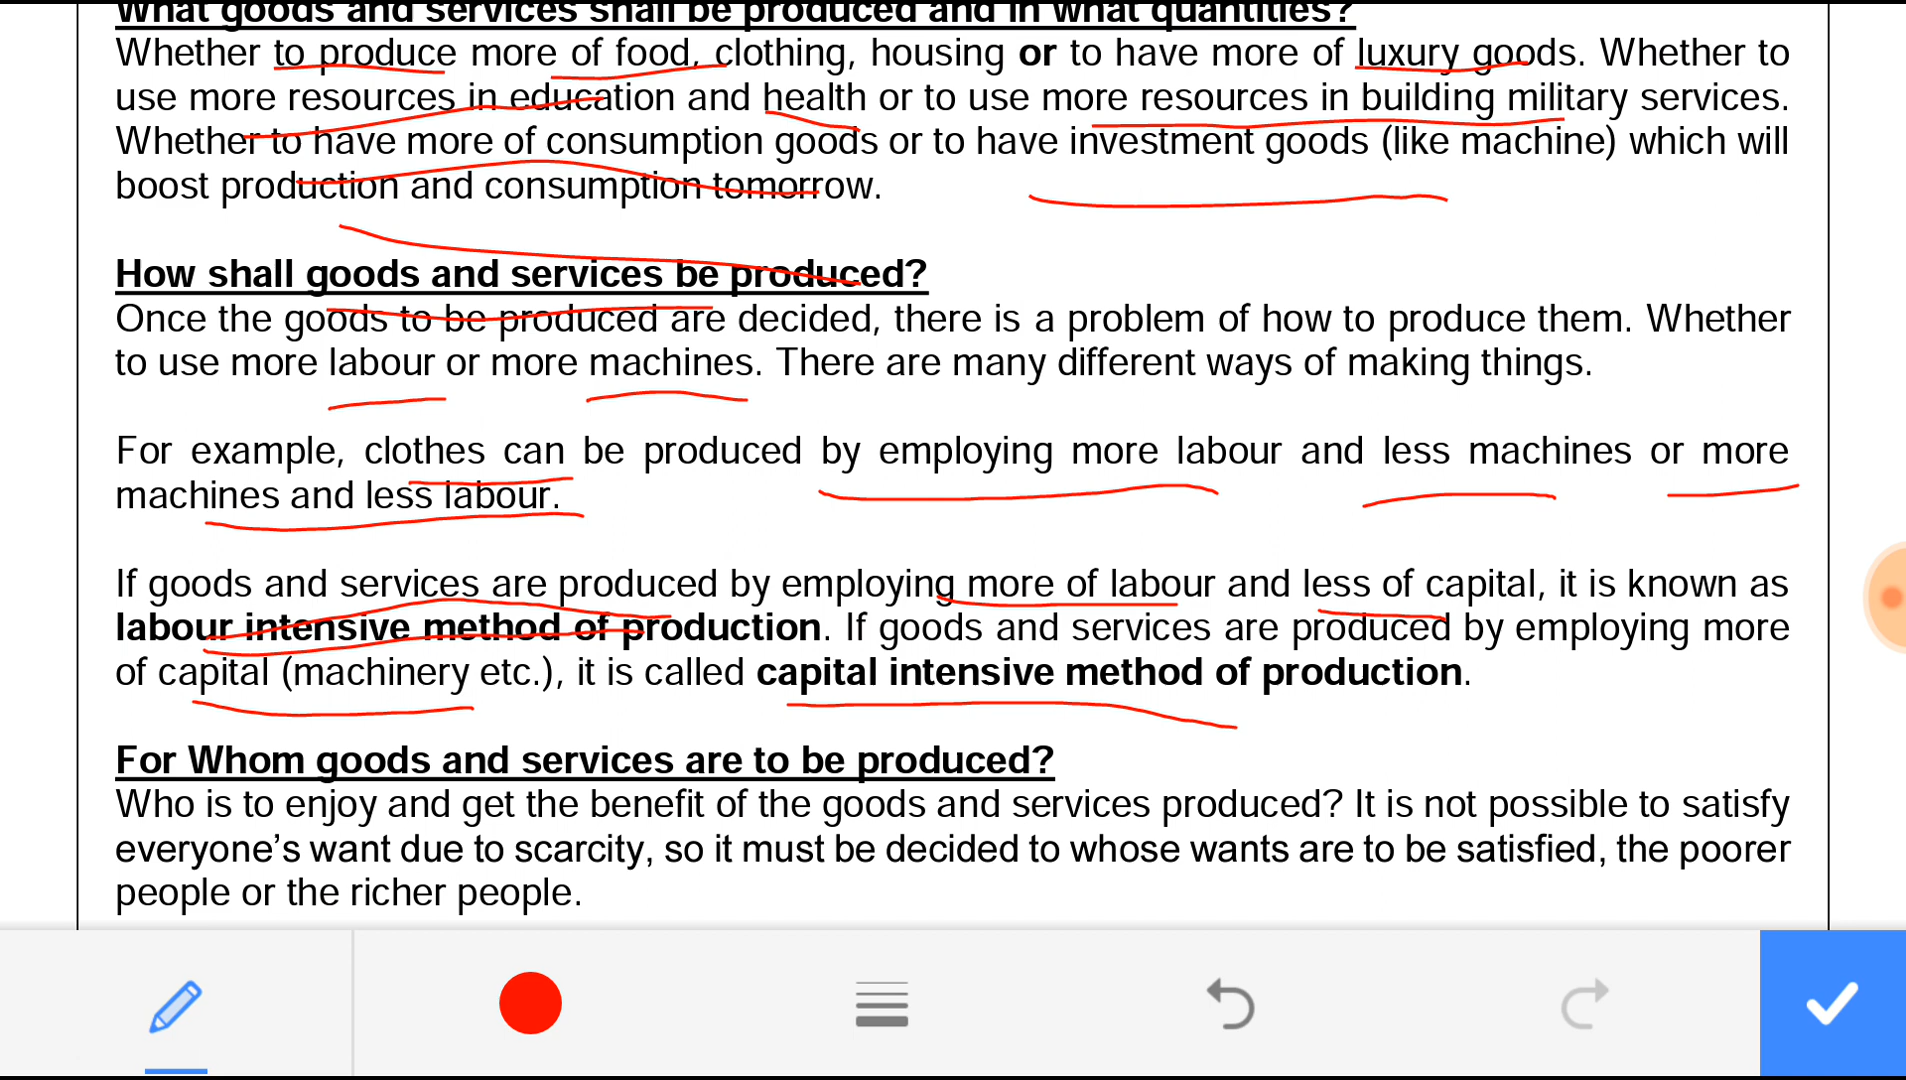 What goods and services shall be produced and in what quantities?
Whether to produce more of food, clothing, housing or to have more of luxury goods. Whether to
use more resources in education and health or to use more resources in building military services.
Whether to have more of consumption goods or to have investment goods (like machine) which will
boost production and consumption tomorrow.
How shall goods and services be produced?
Once the goods to be produced are decided, there is a problem of how to produce them. Whether
to use more labour or more machines. There are many different ways of making things.
For example, clothes can be produced by employing more labour and less machines or more
machines and less labour.
If goods and services are produced by employing more of labour and less of capital, it is known as
labour intensive method of production. If goods and services are produced by employing more
of capital (machinery etc.), it is called capital intensive method of production.
For Whom goods and services are to be produced?
Who is to enjoy and get the benefit of the goods and services produced? It is not possible to satisfy
everyone’s want due to scarcity, so it must be decided to whose wants are to be satisfied, the poorer
people or the richer people.